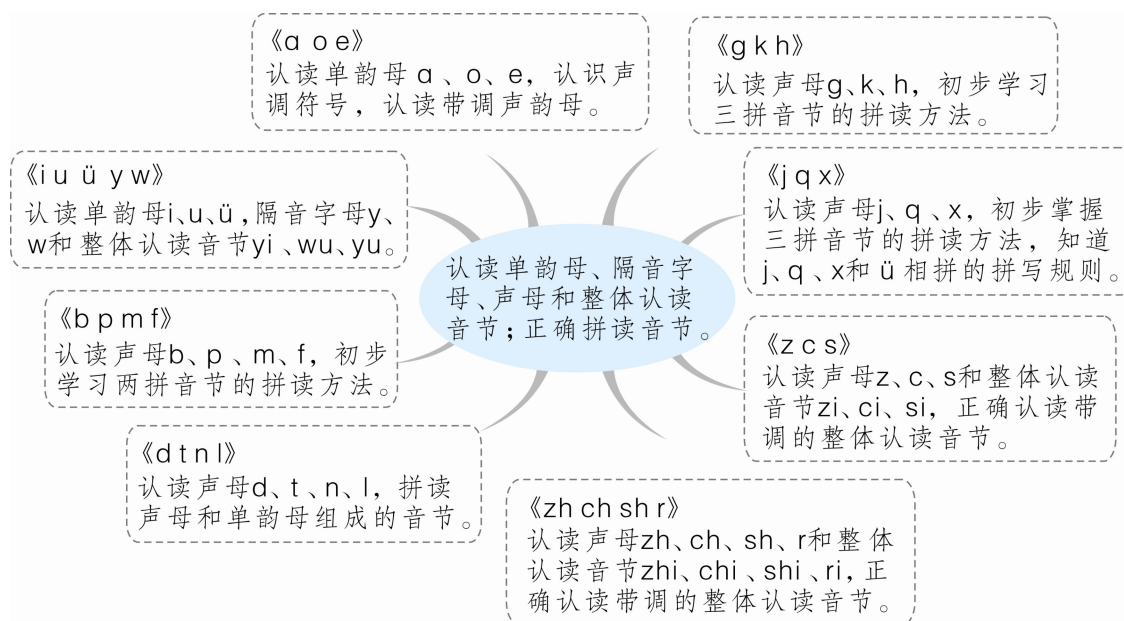 《ɑ o e》
认读单韵母 ɑ、o、e，认识声
调符号，认读带调声韵母。
《iu ü y w》
认读单韵母i、u、ü,隔音字母y、
w和整体认读音节yi、wu、yu。
《b p m f》
认读声母b、p、m、f，初步
学习两拼音节的拼读方法。
《d t n l》
认读声母d、t、n、l，拼读
声母和单韵母组成的音节。
《g k h》
认读声母g、k、h，初步学习
三拼音节的拼读方法。
《j q x》
认读声母j、q、x，初步掌握
三拼音节的拼读方法，知道
j、q、x和 ü 相拼的拼写规则。
《z c s》
认读声母z、c、s和整体认读
音节zi、ci、si，正确认读带
调的整体认读音节。
《zh ch sh r》
认读声母zh、ch、sh、r和整体
认读音节zhi、chi、shi、ri，正
确认读带调的整体认读音节。
认读单韵母、隔音字
母、声母和整体认读
音节；正确拼读音节。